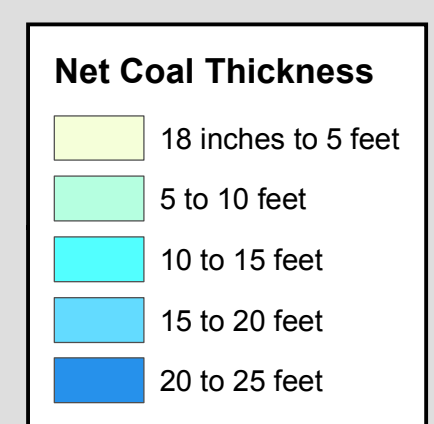 Net Coal Thickness
18 inches to 5 feet
5 to 10 feet
10 to 15 feet
15 to 20 feet
20 to 25 feet